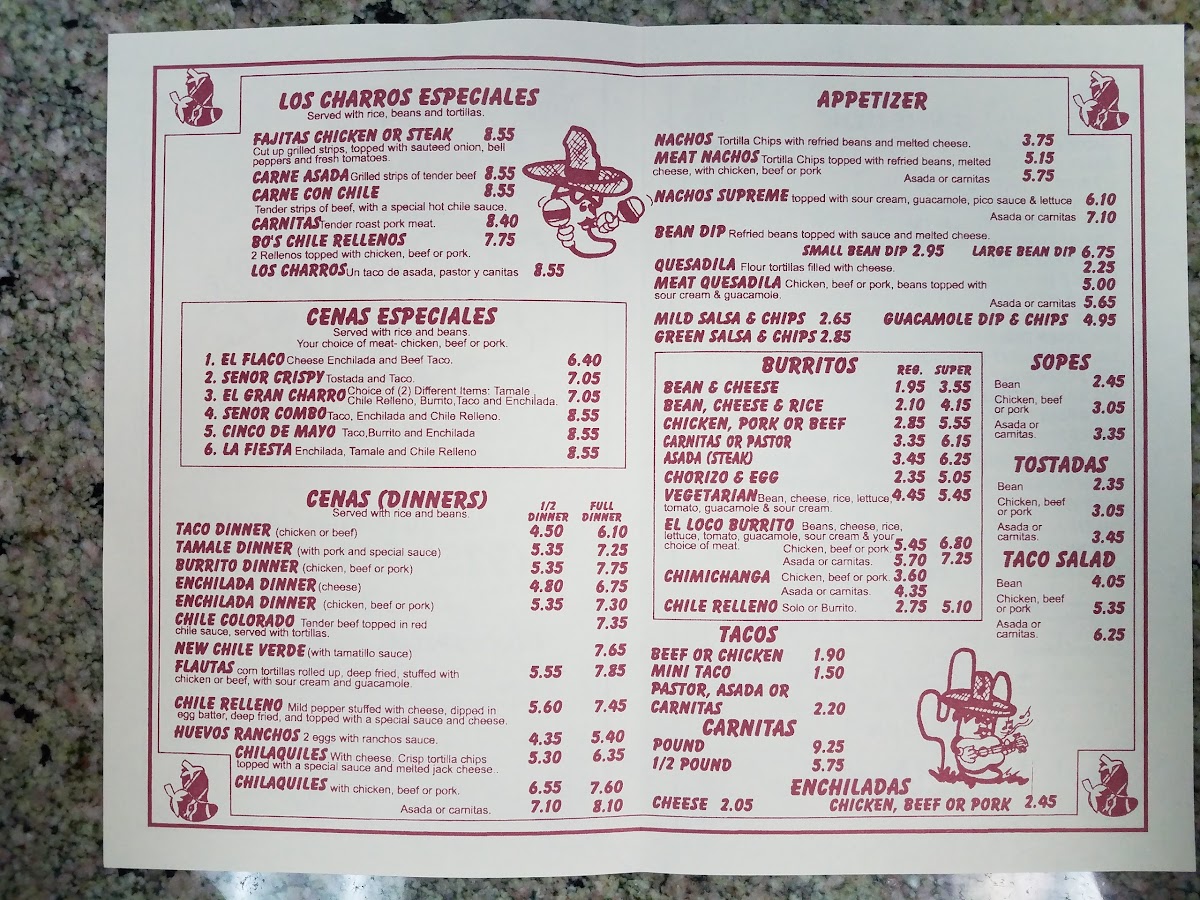 LOS CHARROS ESPECIALES
Served with rice, beans and tortillas.
FAJITAS CHICKEN OR STEAK 8.55
Cut up grilled strips, topped with sauteed onion, bell
peppers and fresh tomatoes.
CARNE ASADA Grilled strips of tender beef 8.55
CARNE CON CHILE 8.55
Tender strips of beef, with a special hot chile sauce.
CARNITAS Tender roast pork meat. 8.40
BO'S CHILE RELLENOS 7.75
2 Rellenos topped with chicken, beef or pork.
LOS CHARROS Un taco de asada, pastor y canitas 8.55
CENAS ESPECIALES
Served with rice and beans.
Your choice of meat- chicken, beef or pork.
1. EL FLACO Cheese Enchilada and Beef Taco. 6.40
2. SENOR CRISPY Tostada and Taco. 7.05
3. EL GRAN CHARRO Choice of (2) Different Items: Tamale, 7.05
Chile Relleno, Burrito,Taco and Enchilada.
4. SENOR COMBO Taco, Enchilada and Chile Relleno. 8.55
5. CINCO DE MAYO Taco,Burrito and Enchilada 8.55
6. LA FIESTA Enchilada, Tamale and Chile Relleno 8.55
CENAS (DINNERS)
Served with rice and beans.
1/2 DINNER FULL DINNER
TACO DINNER (chicken or beef) 4.50 6.10
TAMALE DINNER (with pork and special sauce) 5.35 7.25
BURRITO DINNER (chicken, beef or pork) 5.35 7.75
ENCHILADA DINNER (cheese) 4.80 6.75
ENCHILADA DINNER (chicken, beef or pork) 5.35 7.30
CHILE COLORADO Tender beef topped in red 7.35
chile sauce, served with tortillas.
NEW CHILE VERDE (with tamatillo sauce) 7.65
FLAUTAS corn tortillas rolled up, deep fried, stuffed with 5.55 7.85
chicken or beef, with sour cream and guacamole.
CHILE RELLENO Mild pepper stuffed with cheese, dipped in 5.60 7.45
egg batter, deep fried, and topped with a special sauce and cheese.
HUEVOS RANCHOS 2 eggs with ranchos sauce. 4.35 5.40
CHILAQUILES With cheese. Crisp tortilla chips 5.30 6.35
topped with a special sauce and melted jack cheese..
CHILAQUILES with chicken, beef or pork. 6.55 7.60
Asada or carnitas. 7.10 8.10
APPETIZER
NACHOS Tortilla Chips with refried beans and melted cheese. 3.75
MEAT NACHOS Tortilla Chips topped with refried beans, melted 5.15
cheese, with chicken, beef or pork
Asada or carnitas 5.75
NACHOS SUPREME topped with sour cream, guacamole, pico sauce & lettuce 6.10
Asada or carnitas 7.10
BEAN DIP Refried beans topped with sauce and melted cheese.
SMALL BEAN DIP 2.95 LARGE BEAN DIP 6.75
QUESADILA Flour tortillas filled with cheese. 2.25
MEAT QUESADILA Chicken, beef or pork, beans topped with 5.00
sour cream & guacamole.
Asada or carnitas 5.65
MILD SALSA & CHIPS 2.65 GUACAMOLE DIP & CHIPS 4.95
GREEN SALSA & CHIPS 2.85
BURRITOS REG. SUPER
BEAN & CHEESE 1.95 3.55
BEAN, CHEESE & RICE 2.10 4.15
CHICKEN, PORK OR BEEF 2.85 5.55
CARNITAS OR PASTOR 3.35 6.15
ASADA (STEAK) 3.45 6.25
CHORIZO & EGG 2.35 5.05
VEGETARIAN Bean, cheese, rice, lettuce, 4.45 5.45
tomato, guacamole & sour cream.
EL LOCO BURRITO Beans, cheese, rice,
lettuce, tomato, guacamole, sour cream & your
choice of meat. Chicken, beef or pork. 5.45 6.80
Asada or carnitas. 5.70 7.25
CHIMICHANGA Chicken, beef or pork. 3.60
Asada or carnitas. 4.35
CHILE RELLENO Solo or Burrito. 2.75 5.10
SOPES
Bean 2.45
Chicken, beef
or pork 3.05
Asada or
carnitas. 3.35
TOSTADAS
Bean 2.35
Chicken, beef
or pork 3.05
Asada or
carnitas. 3.45
TACO SALAD
Bean 4.05
Chicken, beef
or pork 5.35
Asada or
carnitas. 6.25
TACOS
BEEF OR CHICKEN 1.90
MINI TACO 1.50
PASTOR, ASADA OR
CARNITAS 2.20
CARNITAS
POUND 9.25
1/2 POUND 5.75
ENCHILADAS
CHEESE 2.05 CHICKEN, BEEF OR PORK 2.45